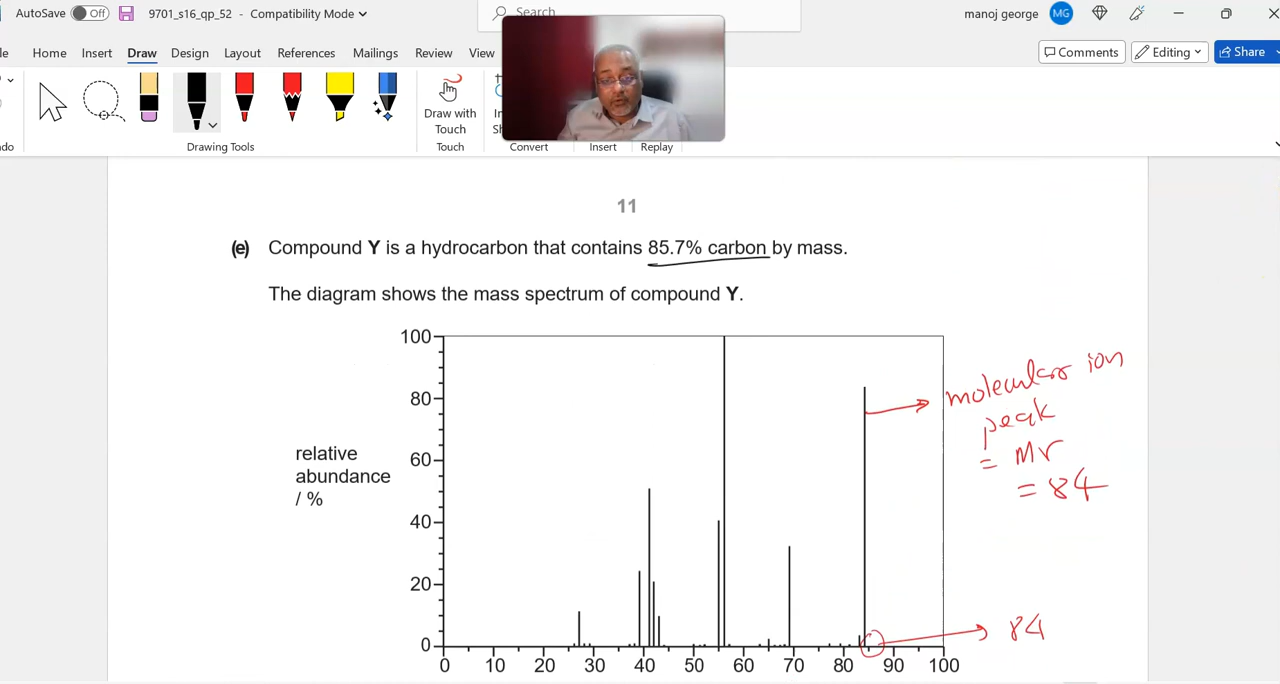 AutoSave Off 9701_s16_qp_52 - Compatibility Mode Search manoj george MG
le Home Insert Draw Design Layout References Mailings Review View Comments Editing Share
Draw with
Touch
ndo Drawing Tools Touch Convert Insert Replay
11
(e) Compound Y is a hydrocarbon that contains 85.7% carbon by mass.
The diagram shows the mass spectrum of compound Y.
100
80
60
40
20
0
relative
abundance
/ %
0 10 20 30 40 50 60 70 80 90 100
molecular ion
peak
= Mr
= 84
84